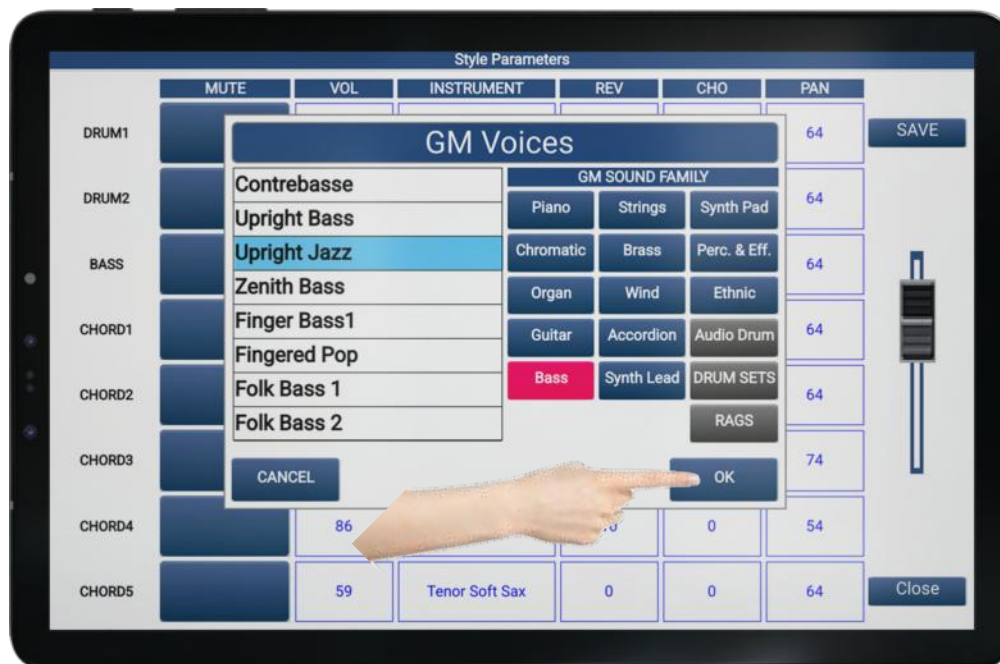 Style Parameters
MUTE VOL INSTRUMENT REV CHO PAN
DRUM1 64 SAVE
GM Voices
GM SOUND FAMILY
Contrebasse
Upright Bass
Upright Jazz
Zenith Bass
Finger Bass1
Fingered Pop
Folk Bass 1
Folk Bass 2
Piano Strings Synth Pad
Chromatic Brass Perc. & Eff.
Organ Wind Ethnic
Guitar Accordion Audio Drum
Bass Synth Lead DRUM SETS
RAGS
CANCEL OK
DRUM2 64
BASS 64
CHORD1 64
CHORD2 64
CHORD3 74
CHORD4 86 0 54
CHORD5 59 Tenor Soft Sax 0 0 64 Close